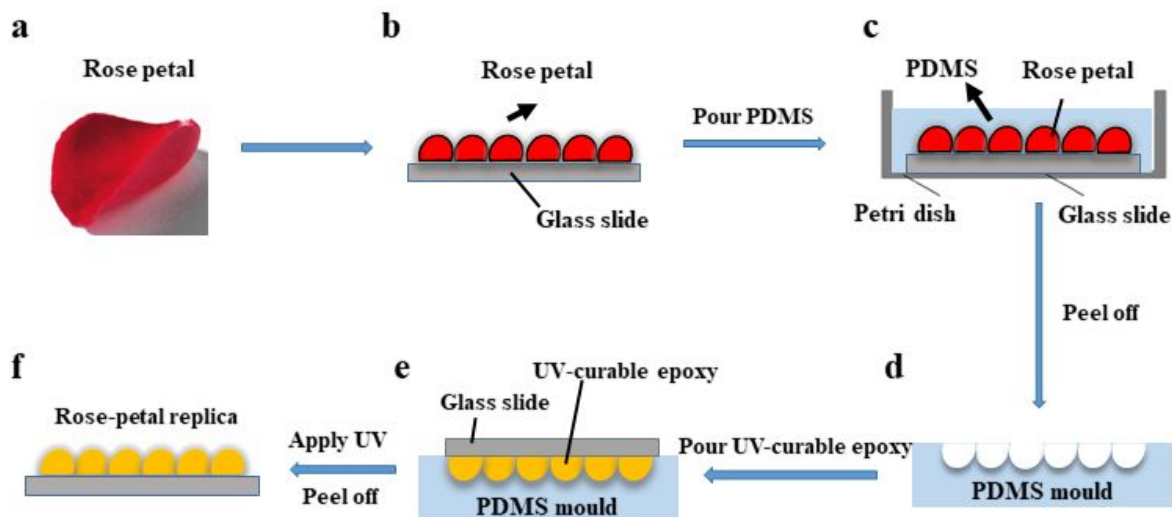 a
Rose petal
b
Rose petal
Glass slide
Pour PDMS
c
PDMS
Rose petal
Petri dish
Glass slide
Peel off
d
PDMS mould
Pour UV-curable epoxy
e
UV-curable epoxy
Glass slide
PDMS mould
Apply UV
Peel off
f
Rose-petal replica